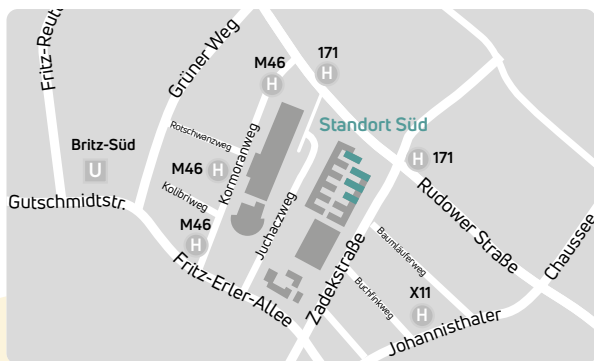 Fritz-Reut
Grüner Weg
M46
H
171
H
Standort Süd
Rotschwanzweg
Britz-Süd
U
M46
H
Kormoranweg
171
H
Kolibriweg
Gutschmidtstr.
M46
H
Juchaczweg
Rudower Straße
Chaussee
Fritz-Erler-Allee
Zadekstraße
Baumläuferweg
Buchfinkweg
X11
H
Johannisthaler